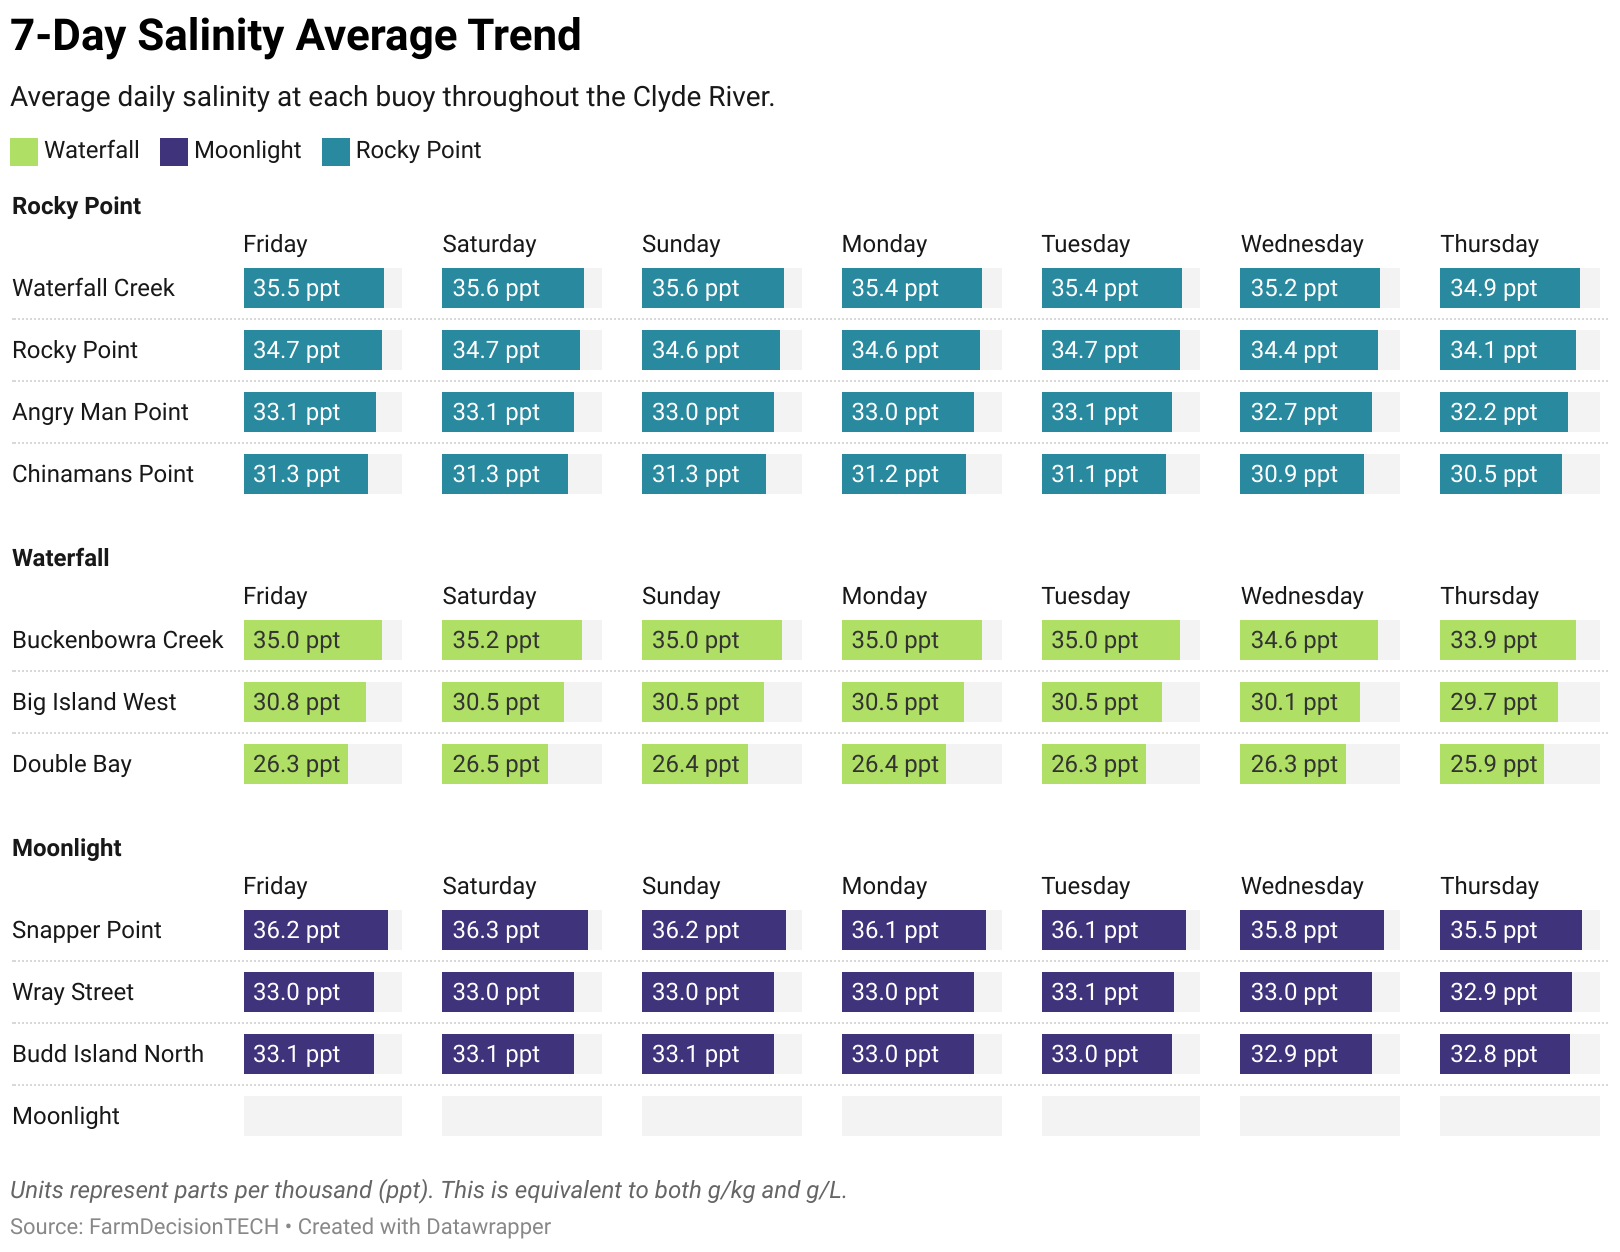 7-Day Salinity Average Trend
Average daily salinity at each buoy throughout the Clyde River.
Waterfall Moonlight Rocky Point
Rocky Point
Friday Saturday Sunday Monday Tuesday Wednesday Thursday
Waterfall Creek 35.5 ppt 35.6 ppt 35.6 ppt 35.4 ppt 35.4 ppt 35.2 ppt 34.9 ppt
Rocky Point 34.7 ppt 34.7 ppt 34.6 ppt 34.6 ppt 34.7 ppt 34.4 ppt 34.1 ppt
Angry Man Point 33.1 ppt 33.1 ppt 33.0 ppt 33.0 ppt 33.1 ppt 32.7 ppt 32.2 ppt
Chinamans Point 31.3 ppt 31.3 ppt 31.3 ppt 31.2 ppt 31.1 ppt 30.9 ppt 30.5 ppt
Waterfall
Friday Saturday Sunday Monday Tuesday Wednesday Thursday
Buckenbowra Creek 35.0 ppt 35.2 ppt 35.0 ppt 35.0 ppt 35.0 ppt 34.6 ppt 33.9 ppt
Big Island West 30.8 ppt 30.5 ppt 30.5 ppt 30.5 ppt 30.5 ppt 30.1 ppt 29.7 ppt
Double Bay 26.3 ppt 26.5 ppt 26.4 ppt 26.4 ppt 26.3 ppt 26.3 ppt 25.9 ppt
Moonlight
Friday Saturday Sunday Monday Tuesday Wednesday Thursday
Snapper Point 36.2 ppt 36.3 ppt 36.2 ppt 36.1 ppt 36.1 ppt 35.8 ppt 35.5 ppt
Wray Street 33.0 ppt 33.0 ppt 33.0 ppt 33.0 ppt 33.1 ppt 33.0 ppt 32.9 ppt
Budd Island North 33.1 ppt 33.1 ppt 33.1 ppt 33.0 ppt 33.0 ppt 32.9 ppt 32.8 ppt
Moonlight
Units represent parts per thousand (ppt). This is equivalent to both g/kg and g/L.
Source: FarmDecisionTECH • Created with Datawrapper